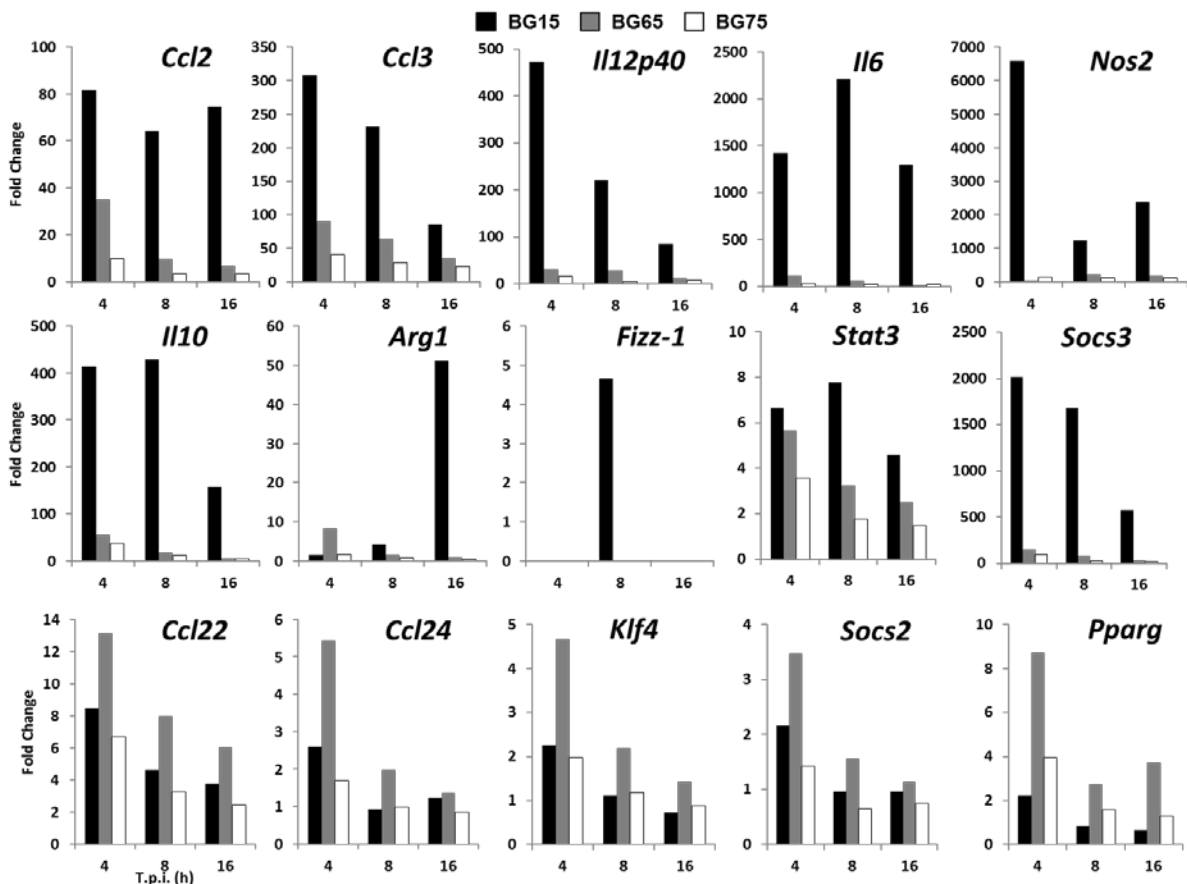 BG15 BG65 BG75
Ccl2 Ccl3 Il12p40 Il6 Nos2
Fold Change
100 80 60 40 20 0
350 300 250 200 150 100 50 0
500 400 300 200 100 0
2500 2000 1500 1000 500 0
7000 6000 5000 4000 3000 2000 1000 0
4 8 16 4 8 16 4 8 16 4 8 16 4 8 16
Il10 Arg1 Fizz-1 Stat3 Socs3
Fold Change
500 400 300 200 100 0
60 50 40 30 20 10 0
6 5 4 3 2 1 0
10 8 6 4 2 0
2500 2000 1500 1000 500 0
4 8 16 4 8 16 4 8 16 4 8 16 4 8 16
Ccl22 Ccl24 Klf4 Socs2 Pparg
Fold Change
14 12 10 8 6 4 2 0
6 5 4 3 2 1 0
5 4 3 2 1 0
4 3 2 1 0
10 8 6 4 2 0
4 8 16 4 8 16 4 8 16 4 8 16 4 8 16
T.p.i. (h)